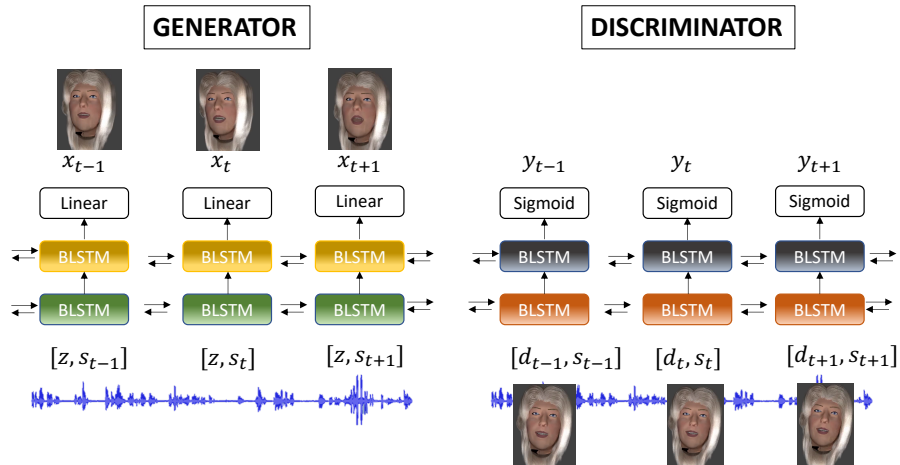 GENERATOR
DISCRIMINATOR
x_{t-1} x_t x_{t+1}
y_{t-1} y_t y_{t+1}
Linear Linear Linear
Sigmoid Sigmoid Sigmoid
BLSTM BLSTM BLSTM
BLSTM BLSTM BLSTM
BLSTM BLSTM BLSTM
BLSTM BLSTM BLSTM
[z, s_{t-1}] [z, s_t] [z, s_{t+1}]
[d_{t-1}, s_{t-1}] [d_t, s_t] [d_{t+1}, s_{t+1}]